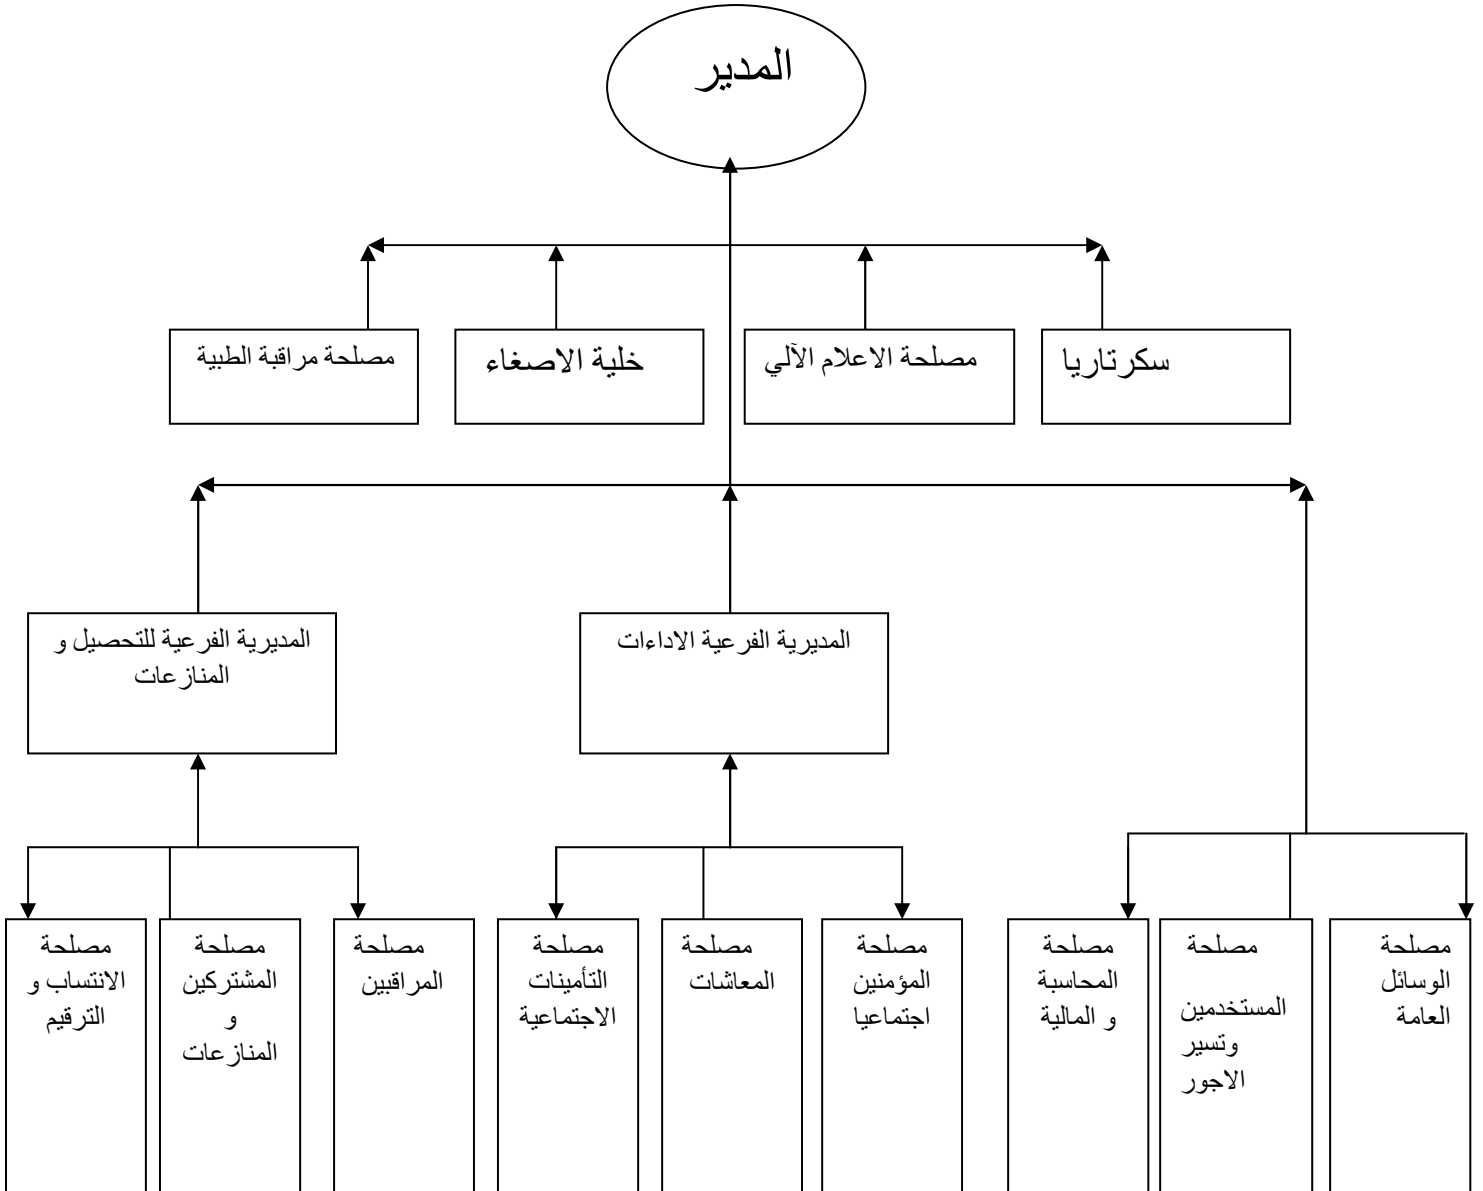 المدير
سكرتاريا
مصلحة الاعلام الآلي
خلية الاصغاء
مصلحة مراقبة الطبية
المديرية الفرعية الاداءات
المديرية الفرعية للتحصيل و
المنازعات
مصلحة
الوسائل
العامة
مصلحة
المستخدمين
وتسير
الاجور
مصلحة
المحاسبة
و المالية
مصلحة
المؤمنين
اجتماعيا
مصلحة
المعاشات
مصلحة
التأمينات
الاجتماعية
مصلحة
المراقبين
مصلحة
المشتركين
و
المنازعات
مصلحة
الانتساب و
الترقيم